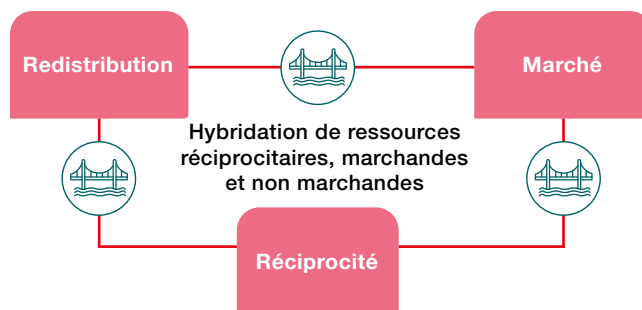 Redistribution
Marché
Hybridation de ressources
réciprocitaires, marchandes
et non marchandes
Réciprocité